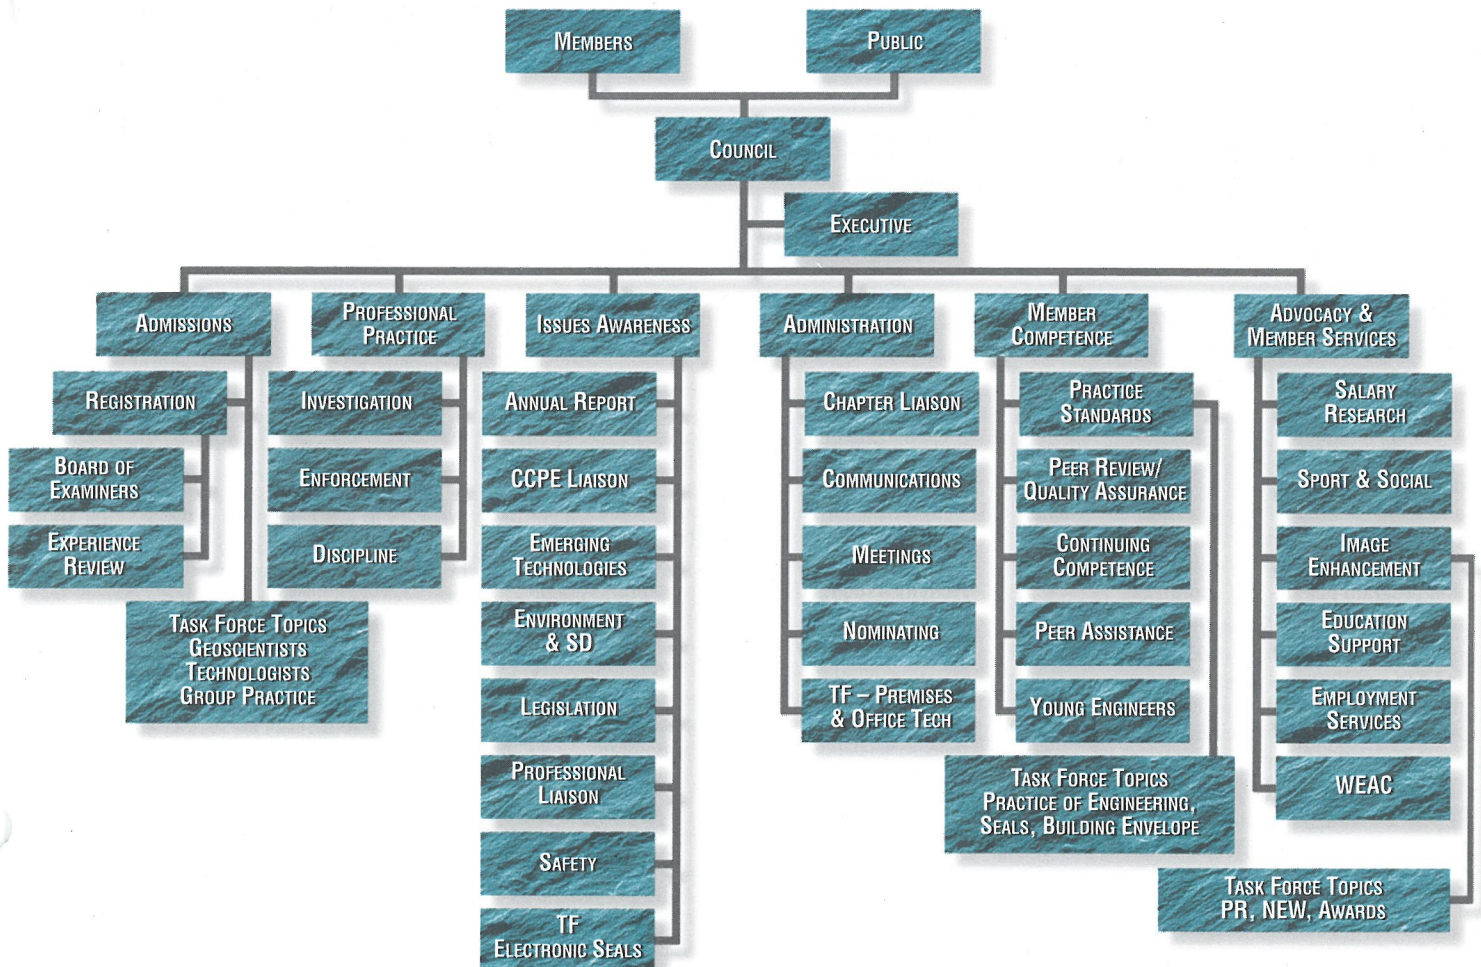 Members
Public
Council
Executive
Admissions
Professional
Practice
Issues Awareness
Administration
Member
Competence
Advocacy &
Member Services
Registration
Board of
Examiners
Experience
Review
Task Force Topics
Geoscientists
Technologists
Group Practice
Investigation
Enforcement
Discipline
Annual Report
CCPE Liaison
Emerging
Technologies
Environment
& SD
Legislation
Professional
Liaison
Safety
TF
Electronic Seals
Chapter Liaison
Communications
Meetings
Nominating
TF – Premises
& Office Tech
Practice
Standards
Peer Review/
Quality Assurance
Continuing
Competence
Peer Assistance
Young Engineers
Task Force Topics
Practice of Engineering,
Seals, Building Envelope
Salary
Research
Sport & Social
Image
Enhancement
Education
Support
Employment
Services
WEAC
Task Force Topics
PR, NEW, Awards